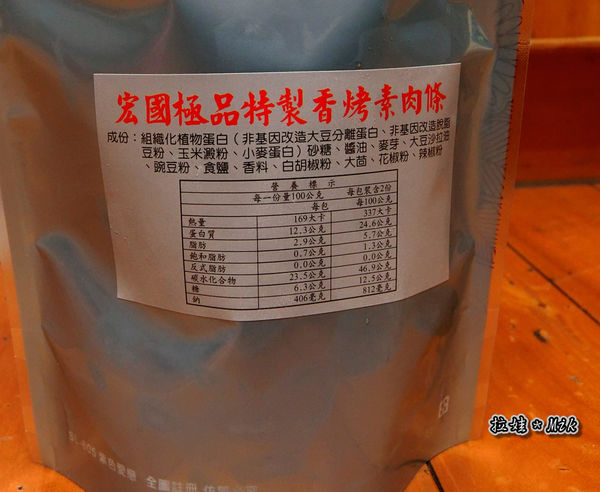 宏國極品特製香烤素肉條
成份：組織化植物蛋白（非基因改造大豆分離蛋白、非基因改造脫脂
豆粉、玉米澱粉、小麥蛋白）砂糖、醬油、麥芽、大豆沙拉油
、豌豆粉、食鹽、香料、白胡椒粉、大茴、花椒粉、辣椒粉
營養標示
每一份量100公克 每包裝含2份
每包 每100公克
熱量 169大卡 337大卡
蛋白質 12.3公克 24.6公克
脂肪 2.9公克 5.7公克
飽和脂肪 0.7公克 1.3公克
反式脂肪 0.0公克 0.0公克
碳水化合物 23.5公克 46.9公克
糖 6.3公克 12.5公克
鈉 406毫克 812毫克
拉娃 Mik
全圖註冊